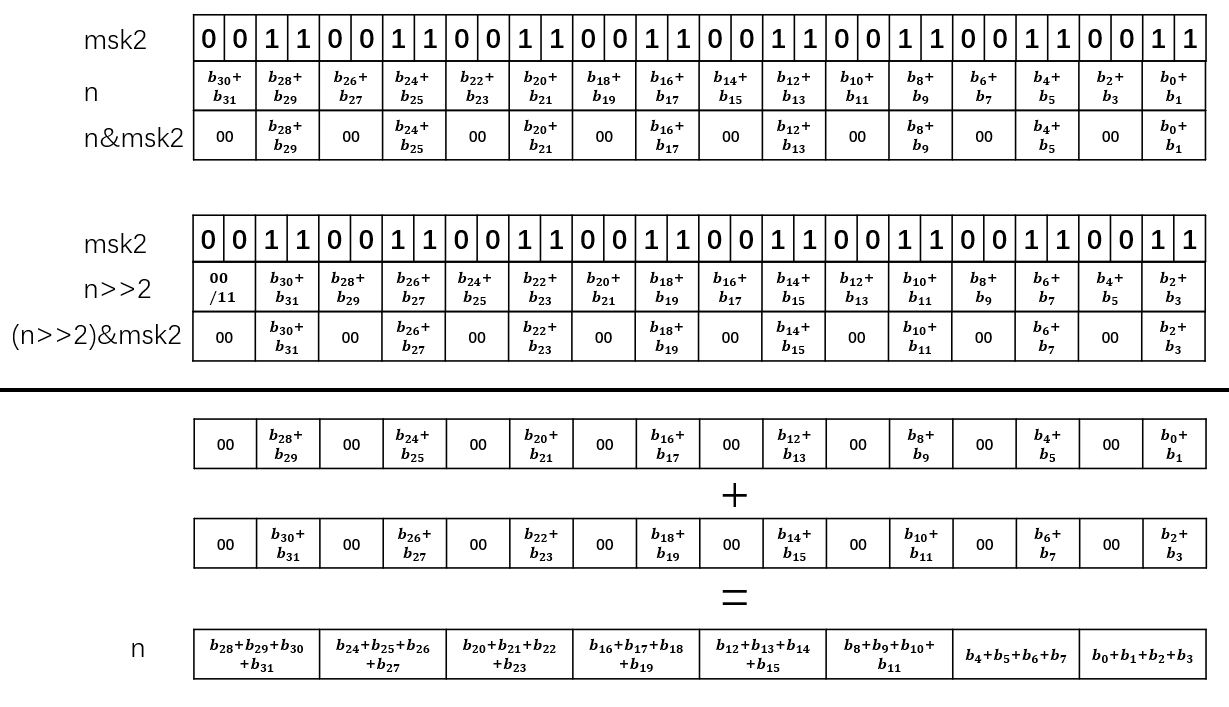 msk2 0 0 1 1 0 0 1 1 0 0 1 1 0 0 1 1 0 0 1 1 0 0 1 1 0 0 1 1 0 0 1 1
n b₃₀+b₃₁ b₂₈+b₂₉ b₂₆+b₂₇ b₂₄+b₂₅ b₂₂+b₂₃ b₂₀+b₂₁ b₁₈+b₁₉ b₁₆+b₁₇ b₁₄+b₁₅ b₁₂+b₁₃ b₁₀+b₁₁ b₈+b₉ b₆+b₇ b₄+b₅ b₂+b₃ b₀+b₁
n&msk2 00 b₂₈+b₂₉ 00 b₂₄+b₂₅ 00 b₂₀+b₂₁ 00 b₁₆+b₁₇ 00 b₁₂+b₁₃ 00 b₈+b₉ 00 b₄+b₅ 00 b₀+b₁
msk2 0 0 1 1 0 0 1 1 0 0 1 1 0 0 1 1 0 0 1 1 0 0 1 1 0 0 1 1 0 0 1 1
n>>2 00/11 b₃₀+b₃₁ b₂₈+b₂₉ b₂₆+b₂₇ b₂₄+b₂₅ b₂₂+b₂₃ b₂₀+b₂₁ b₁₈+b₁₉ b₁₆+b₁₇ b₁₄+b₁₅ b₁₂+b₁₃ b₁₀+b₁₁ b₈+b₉ b₆+b₇ b₄+b₅ b₂+b₃
(n>>2)&msk2 00 b₃₀+b₃₁ 00 b₂₆+b₂₇ 00 b₂₂+b₂₃ 00 b₁₈+b₁₉ 00 b₁₄+b₁₅ 00 b₁₀+b₁₁ 00 b₆+b₇ 00 b₂+b₃
00 b₂₈+b₂₉ 00 b₂₄+b₂₅ 00 b₂₀+b₂₁ 00 b₁₆+b₁₇ 00 b₁₂+b₁₃ 00 b₈+b₉ 00 b₄+b₅ 00 b₀+b₁
+
00 b₃₀+b₃₁ 00 b₂₆+b₂₇ 00 b₂₂+b₂₃ 00 b₁₈+b₁₉ 00 b₁₄+b₁₅ 00 b₁₀+b₁₁ 00 b₆+b₇ 00 b₂+b₃
=
n b₂₈+b₂₉+b₃₀+b₃₁ b₂₄+b₂₅+b₂₆+b₂₇ b₂₀+b₂₁+b₂₂+b₂₃ b₁₆+b₁₇+b₁₈+b₁₉ b₁₂+b₁₃+b₁₄+b₁₅ b₈+b₉+b₁₀+b₁₁ b₄+b₅+b₆+b₇ b₀+b₁+b₂+b₃